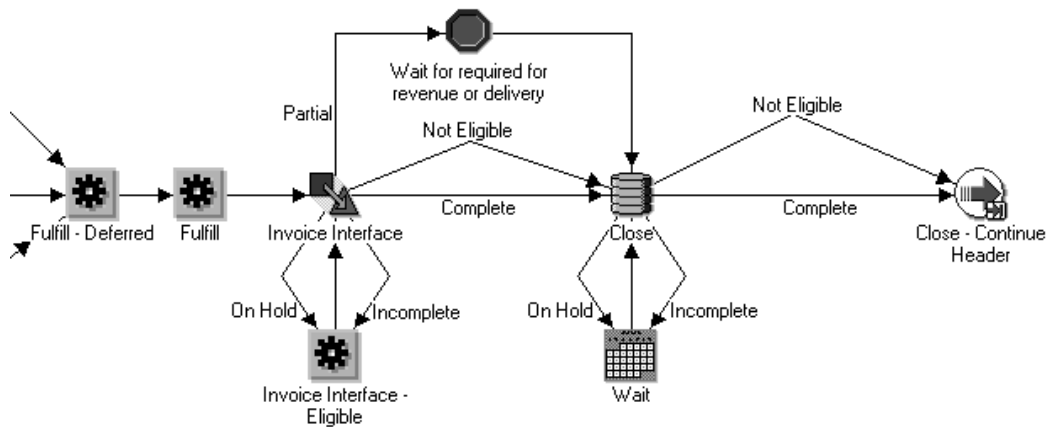 Wait for required for
revenue or delivery
Partial
Not Eligible
Not Eligible
Complete
Complete
Fulfill - Deferred
Fulfill
Invoice Interface
Close
Close - Continue
Header
On Hold
Incomplete
On Hold
Incomplete
Invoice Interface -
Eligible
Wait